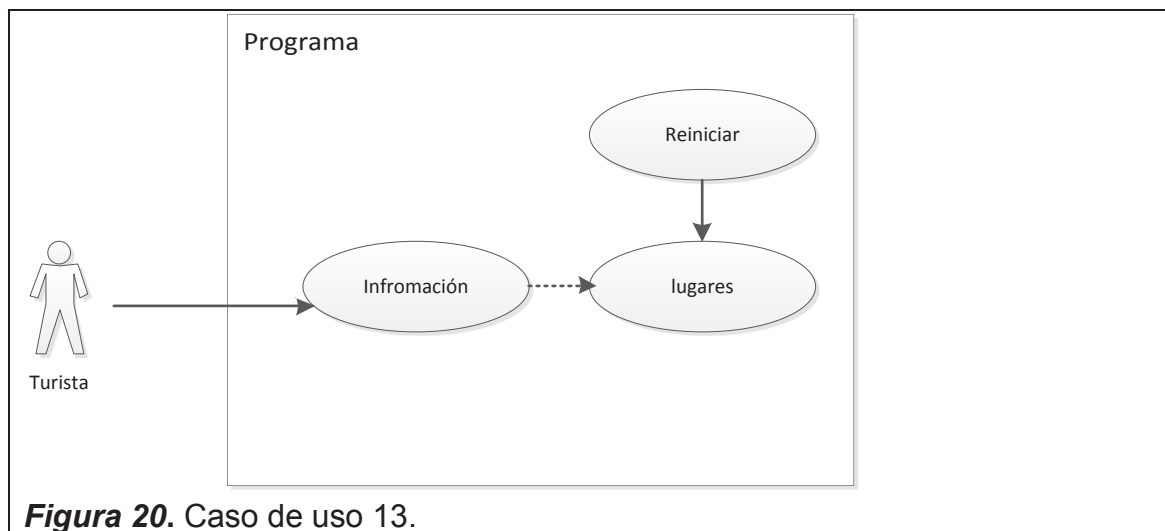 Programa
Reiniciar
Infromación
lugares
Turista
Figura 20. Caso de uso 13.